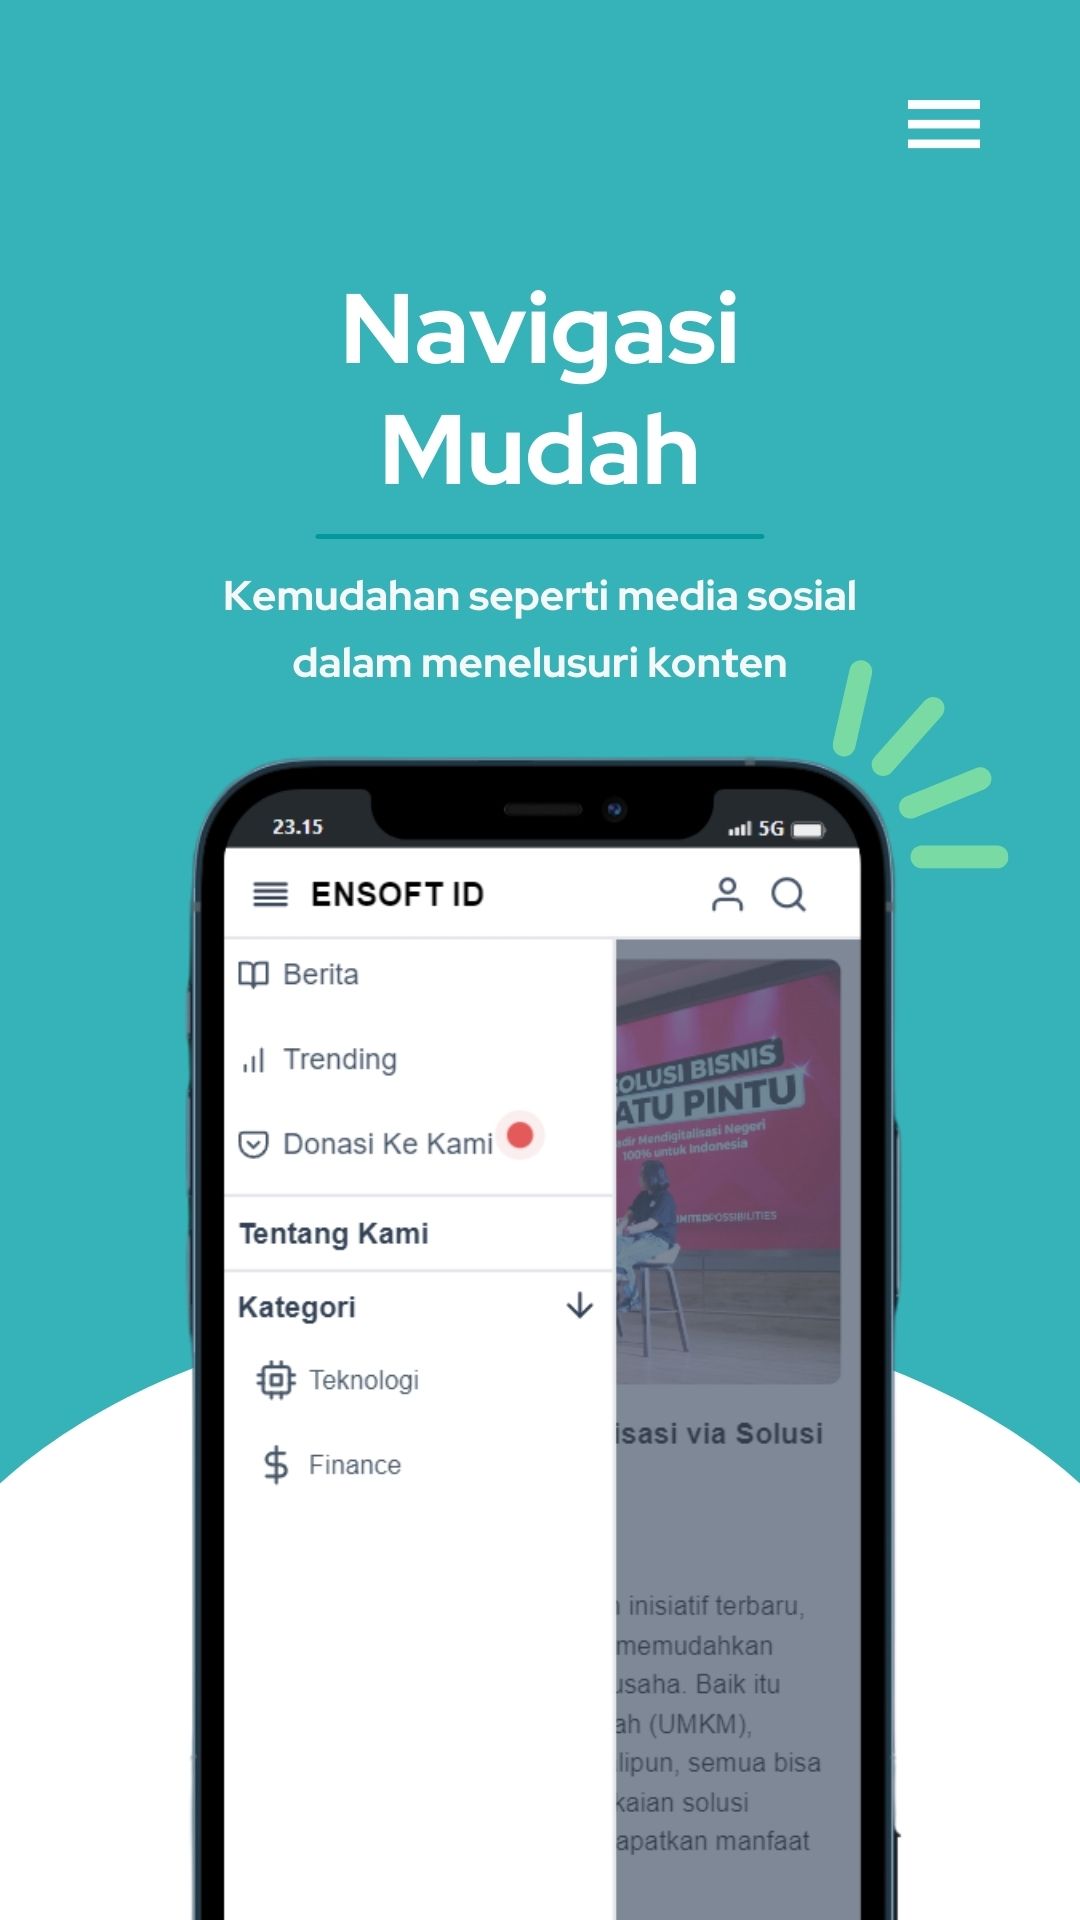 Navigasi
Mudah
Kemudahan seperti media sosial
dalam menelusuri konten
23.15
5G
ENSOFT ID
Berita
Trending
Donasi Ke Kami
Tentang Kami
Kategori
Teknologi
Finance
SOLUSI BISNIS
ATU PINTU
adir Mendigitalisasi Negeri
100% untuk Indonesia
IMITEDPOSSIBILITIES
isasi via Solusi
inisiatif terbaru,
memudahkan
usaha. Baik itu
ah (UMKM),
lipun, semua bisa
kaian solusi
apatkan manfaat